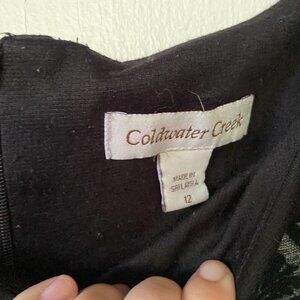 Coldwater Creek
MADE IN
SRI LANKA
12